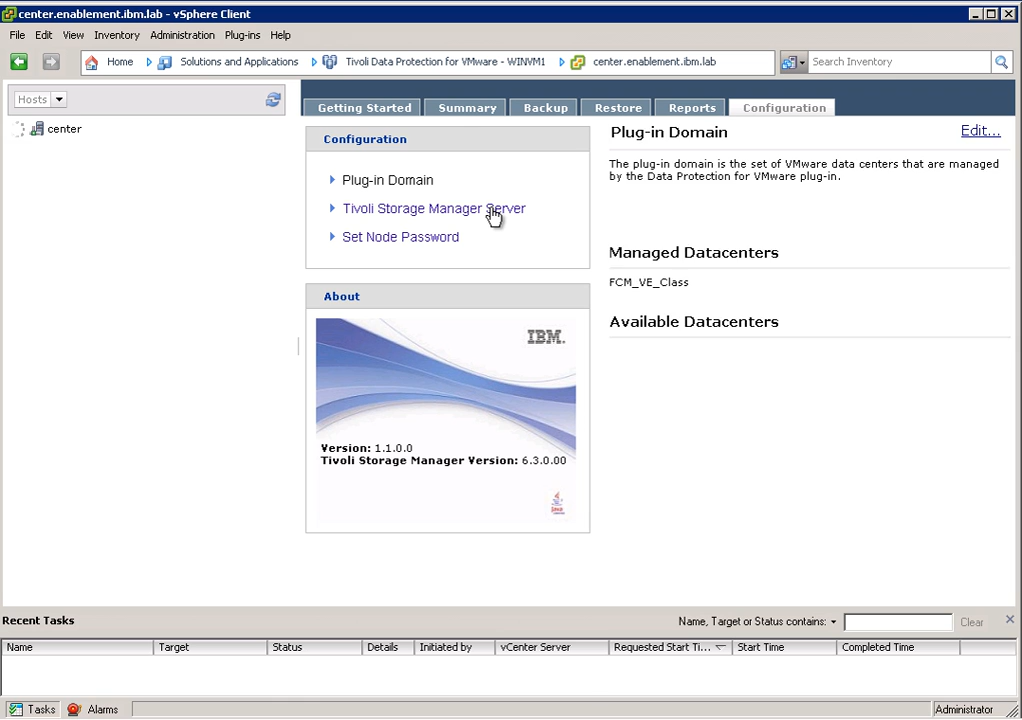 center.enablement.ibm.lab - vSphere Client
File Edit View Inventory Administration Plug-ins Help
Home Solutions and Applications Tivoli Data Protection for VMware - WINVM1 center.enablement.ibm.lab Search Inventory
Hosts
center
Getting Started Summary Backup Restore Reports Configuration
Configuration
Plug-in Domain
Tivoli Storage Manager Server
Set Node Password
About
IBM.
Version: 1.1.0.0
Tivoli Storage Manager Version: 6.3.0.00
Plug-in Domain Edit...
The plug-in domain is the set of VMware data centers that are managed
by the Data Protection for VMware plug-in.
Managed Datacenters
FCM_VE_Class
Available Datacenters
Recent Tasks Name, Target or Status contains: Clear
Name Target Status Details Initiated by vCenter Server Requested Start Ti... Start Time Completed Time
Tasks Alarms Administrator